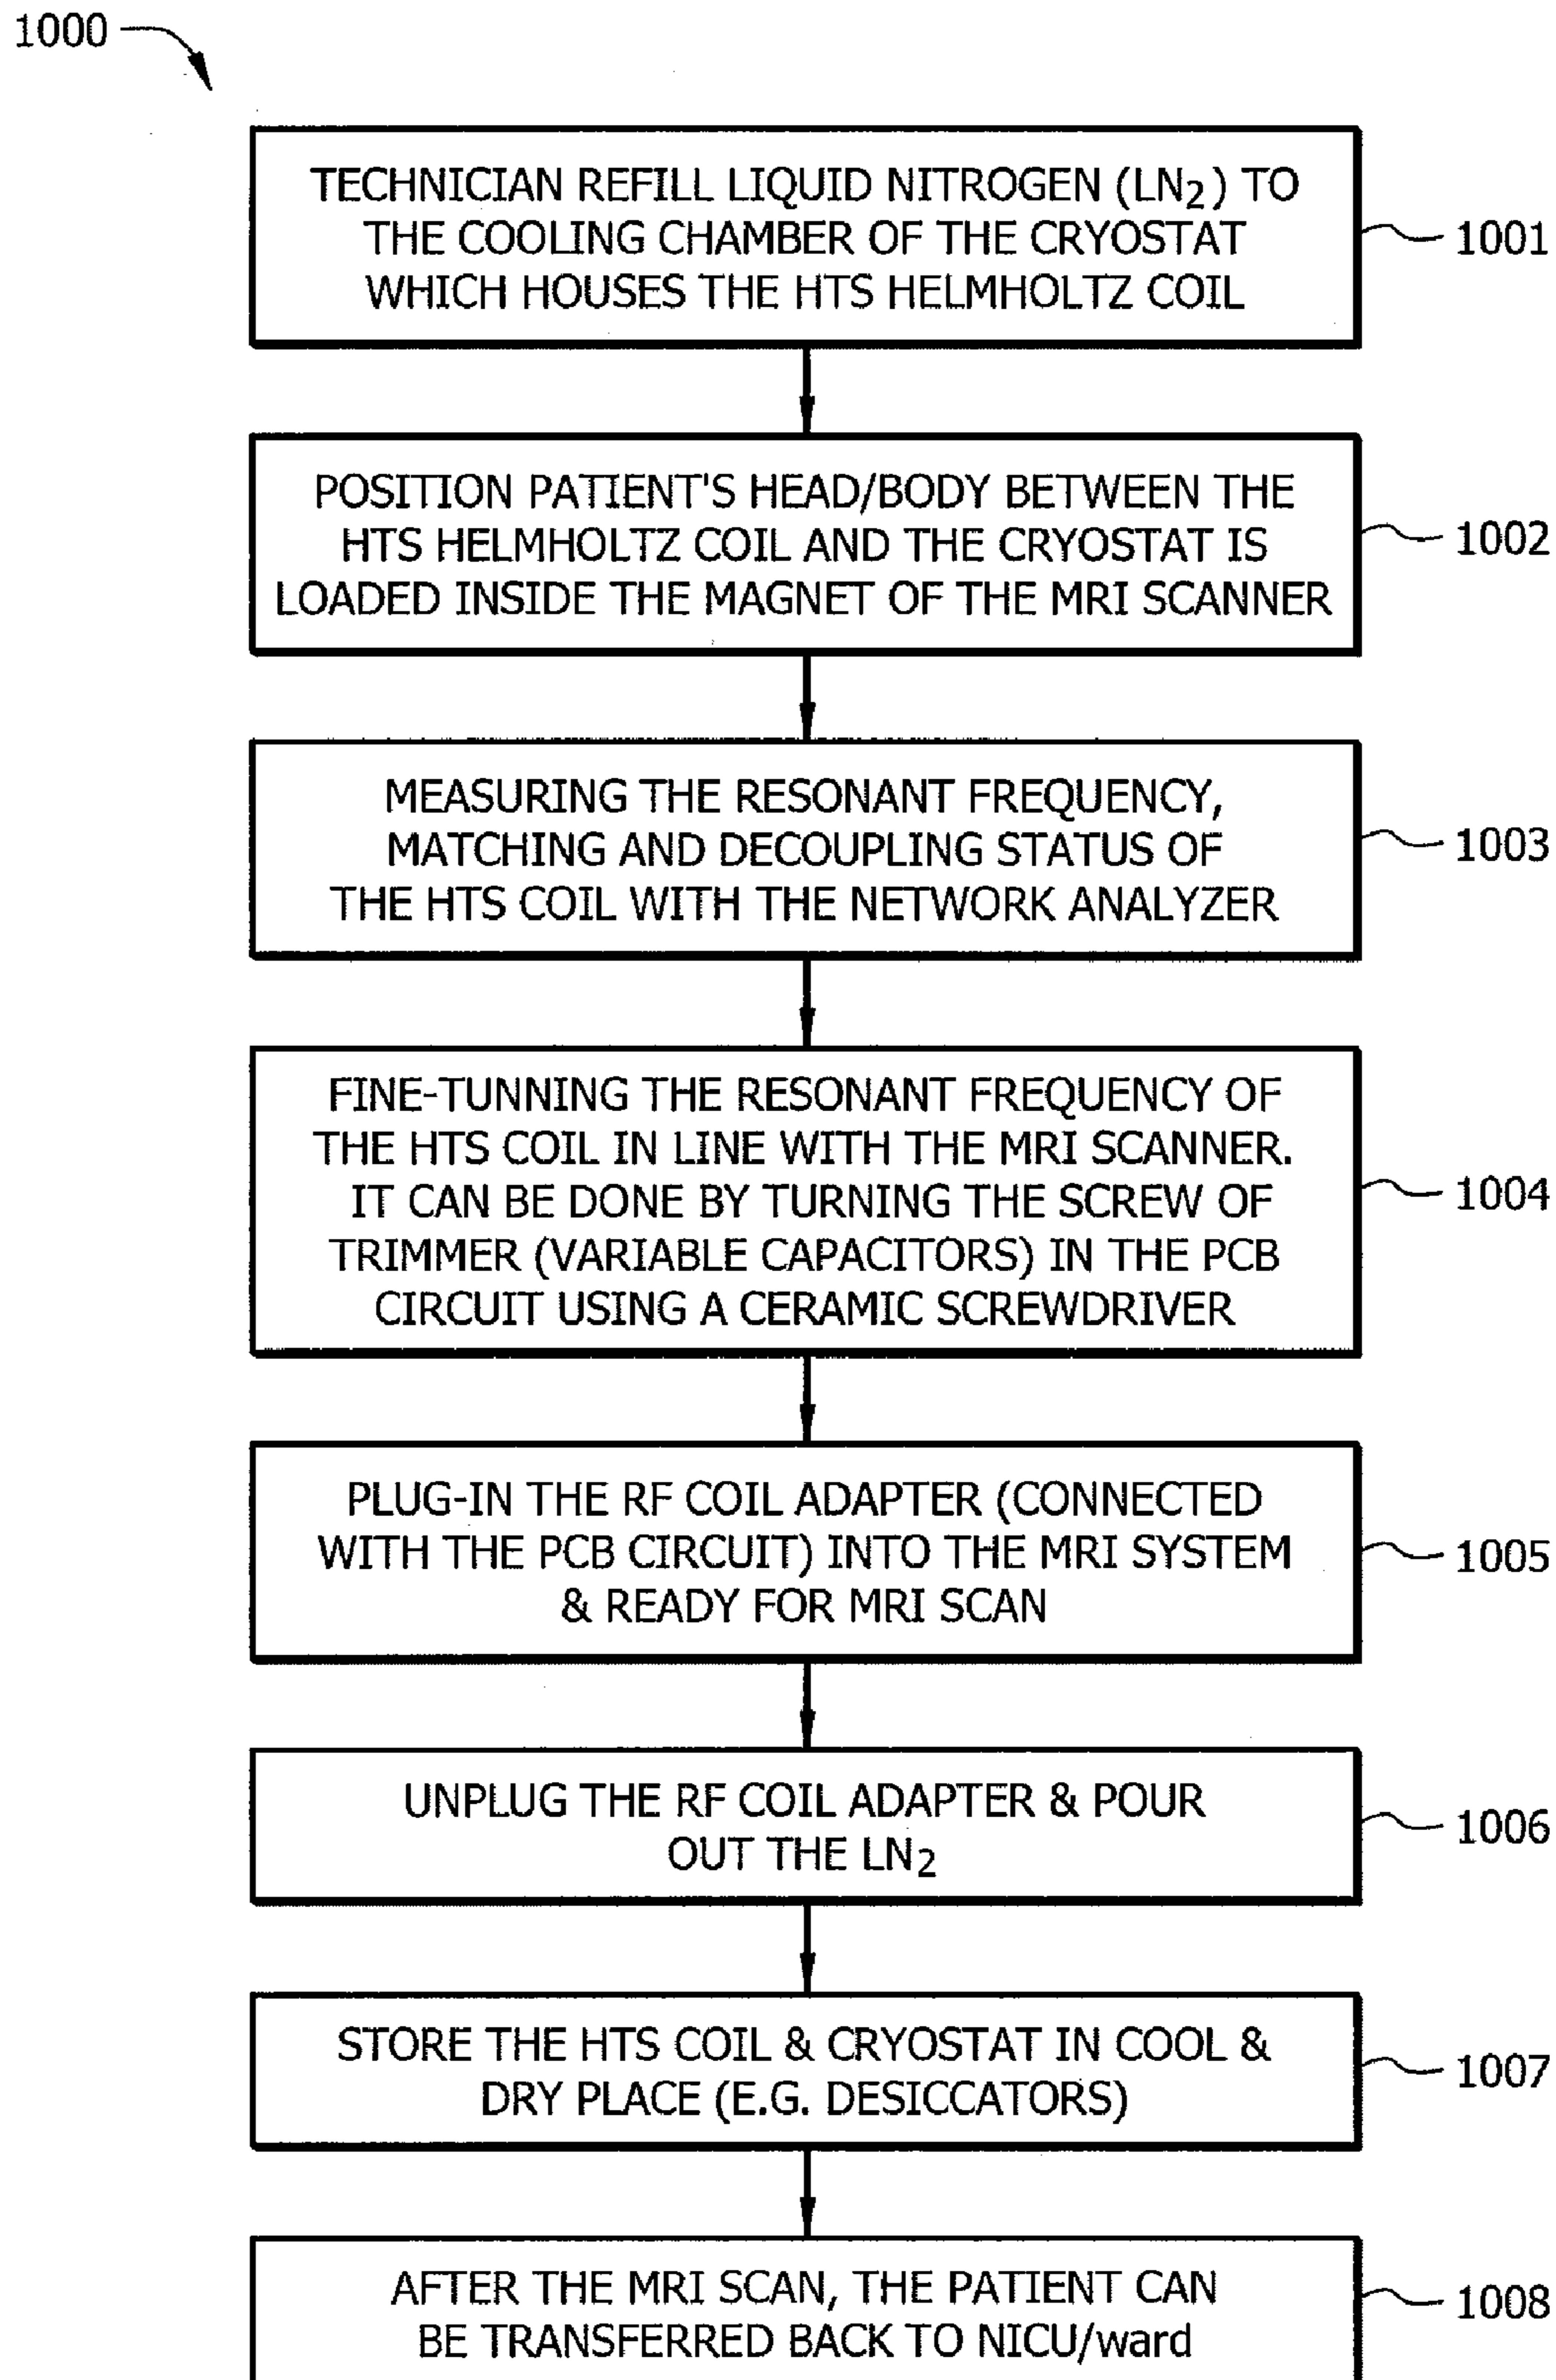 1000
TECHNICIAN REFILL LIQUID NITROGEN (LN₂) TO
THE COOLING CHAMBER OF THE CRYOSTAT
WHICH HOUSES THE HTS HELMHOLTZ COIL
1001
POSITION PATIENT'S HEAD/BODY BETWEEN THE
HTS HELMHOLTZ COIL AND THE CRYOSTAT IS
LOADED INSIDE THE MAGNET OF THE MRI SCANNER
1002
MEASURING THE RESONANT FREQUENCY,
MATCHING AND DECOUPLING STATUS OF
THE HTS COIL WITH THE NETWORK ANALYZER
1003
FINE-TUNNING THE RESONANT FREQUENCY OF
THE HTS COIL IN LINE WITH THE MRI SCANNER.
IT CAN BE DONE BY TURNING THE SCREW OF
TRIMMER (VARIABLE CAPACITORS) IN THE PCB
CIRCUIT USING A CERAMIC SCREWDRIVER
1004
PLUG-IN THE RF COIL ADAPTER (CONNECTED
WITH THE PCB CIRCUIT) INTO THE MRI SYSTEM
& READY FOR MRI SCAN
1005
UNPLUG THE RF COIL ADAPTER & POUR
OUT THE LN₂
1006
STORE THE HTS COIL & CRYOSTAT IN COOL &
DRY PLACE (E.G. DESICCATORS)
1007
AFTER THE MRI SCAN, THE PATIENT CAN
BE TRANSFERRED BACK TO NICU/ward
1008